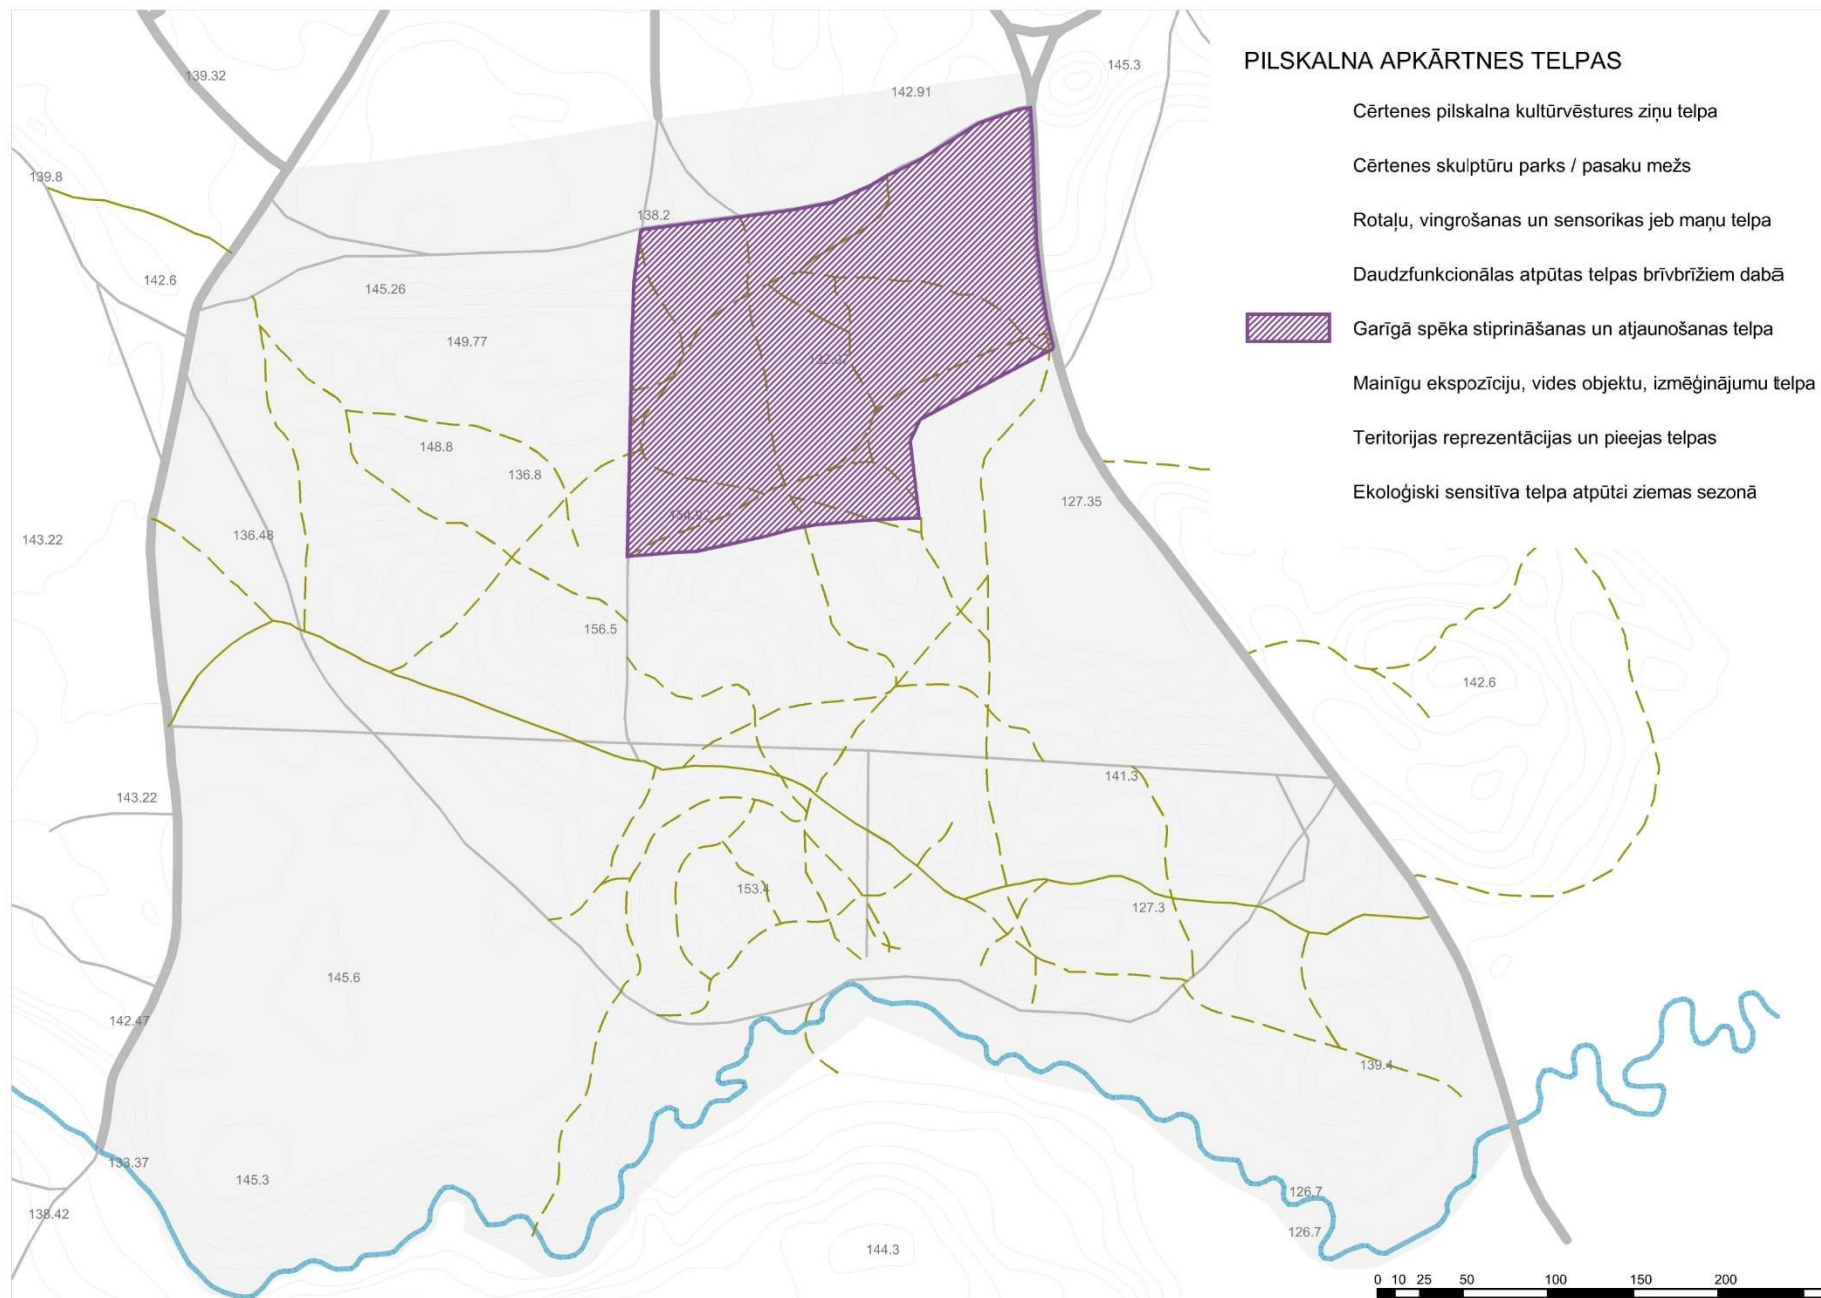 PILSKALNA APKĀRTNES TELPAS
Cērtenes pilskalna kultūrvēstures ziņu telpa
Cērtenes skulptūru parks / pasaku mežs
Rotaļu, vingrošanas un sensorikas jeb maņu telpa
Daudzfunkcionālas atpūtas telpas brīvbrīžiem dabā
Garīgā spēka stiprināšanas un atjaunošanas telpa
Mainīgu ekspozīciju, vides objektu, izmēģinājumu telpa
Teritorijas reprezentācijas un pieejas telpas
Ekoloģiski sensitīva telpa atpūtai ziemas sezonā
139.32
142.91
145.3
139.8
138.2
142.6
145.26
149.77
148.8
136.8
127.35
143.22
136.48
156.5
142.6
143.22
141.3
153.4
127.3
145.6
142.47
139.4
133.37
145.3
126.7
138.42
126.7
144.3
0 10 25 50 100 150 200